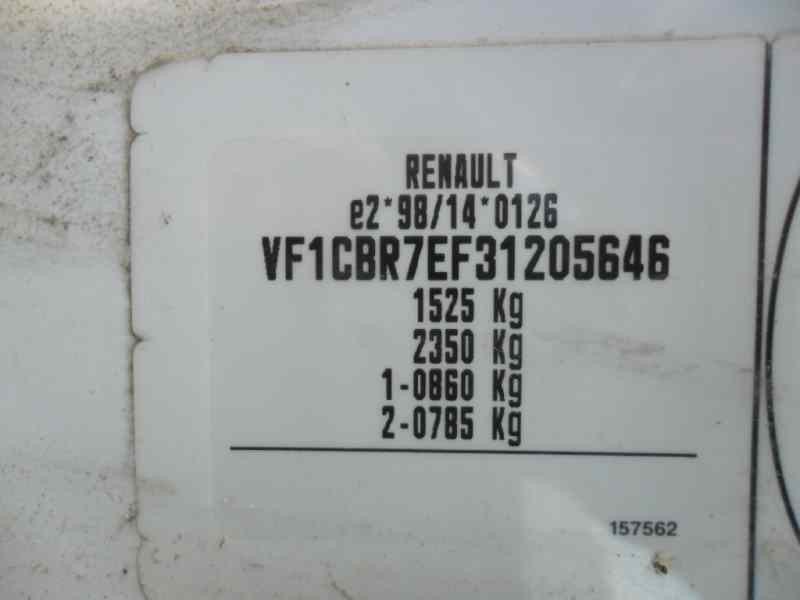 RENAULT
e2*98/14*0126
VF1CBR7EF31205646
1525 Kg
2350 Kg
1-0860 Kg
2-0785 Kg
157562